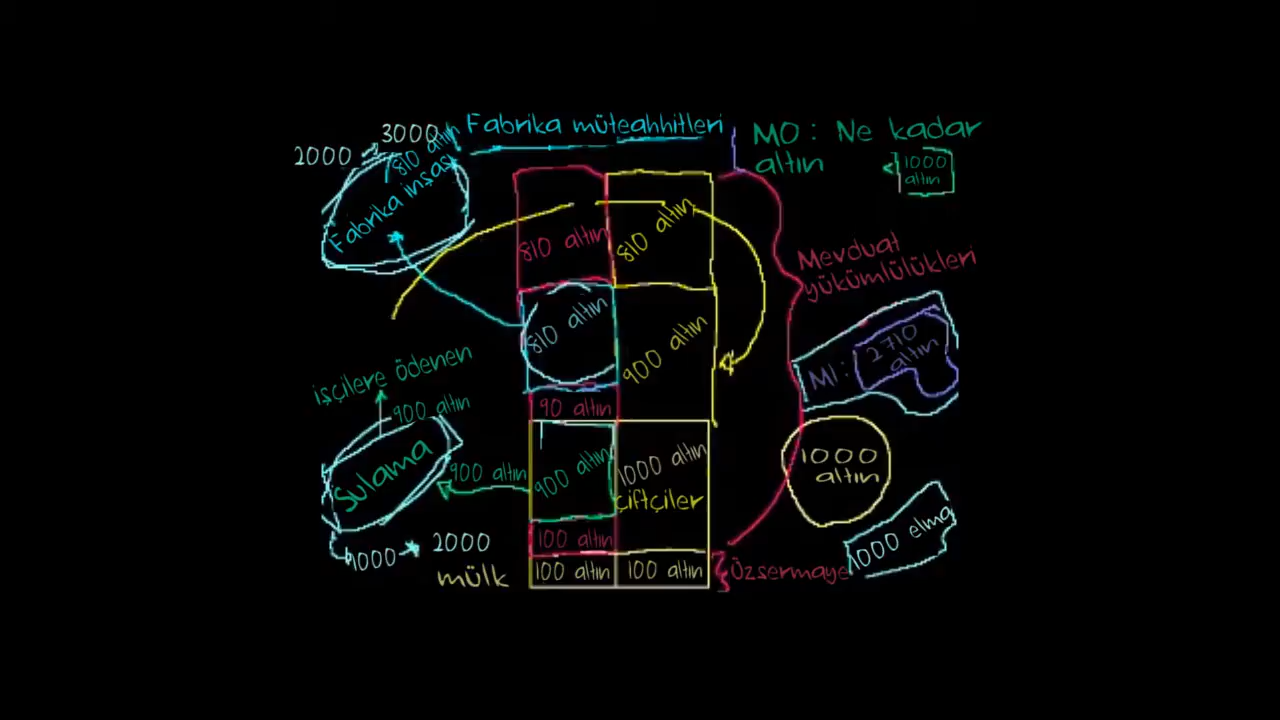 Fabrika müteahhitleri
3000
2000
810 altın
Fabrika inşası
MO : Ne kadar
altın
1000
altın
810 altın
810 altın
Mevduat
yükümlülükleri
810 altın
900 altın
M1 :
2710
altın
işçilere ödenen
900 altın
90 altın
Sulama
900 altın
900 altın
1000 altın
çiftçiler
1000
altın
1000 elma
100 altın
1000
2000
mülk
100 altın
100 altın
Üzsermaye